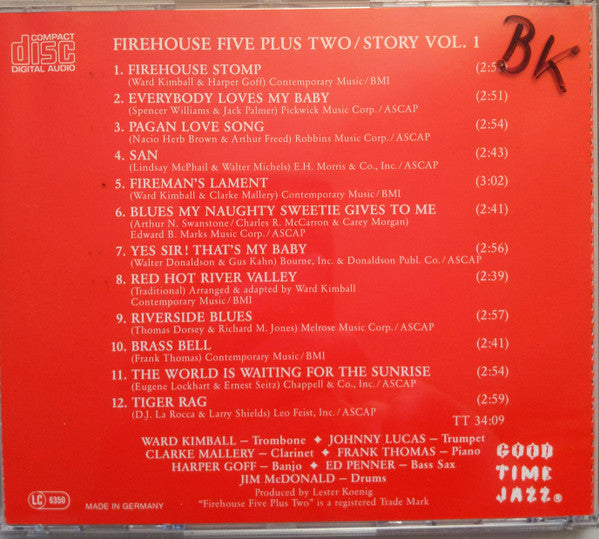 COMPACT
disc
DIGITAL AUDIO
FIREHOUSE FIVE PLUS TWO/STORY VOL. 1
BK
1. FIREHOUSE STOMP (2:5
(Ward Kimball & Harper Goff) Contemporary Music/BMI
2. EVERYBODY LOVES MY BABY (2:51)
(Spencer Williams & Jack Palmer) Pickwick Music Corp./ASCAP
3. PAGAN LOVE SONG (2:54)
(Nacio Herb Brown & Arthur Freed) Robbins Music Corp./ASCAP
4. SAN (2:43)
(Lindsay McPhail & Walter Michels) E.H. Morris & Co., Inc./ASCAP
5. FIREMAN'S LAMENT (3:02)
(Ward Kimball & Clarke Mallery) Contemporary Music/BMI
6. BLUES MY NAUGHTY SWEETIE GIVES TO ME (2:41)
(Arthur N. Swanstone/Charles R. McCarron & Carey Morgan)
Edward B. Marks Music Corp./ASCAP
7. YES SIR! THAT'S MY BABY (2:56)
(Walter Donaldson & Gus Kahn) Bourne, Inc. & Donaldson Publ. Co./ASCAP
8. RED HOT RIVER VALLEY (2:39)
(Traditional) Arranged & adapted by Ward Kimball
Contemporary Music/BMI
9. RIVERSIDE BLUES (2:57)
(Thomas Dorsey & Richard M. Jones) Melrose Music Corp./ASCAP
10. BRASS BELL (2:41)
(Frank Thomas) Contemporary Music/BMI
11. THE WORLD IS WAITING FOR THE SUNRISE (2:54)
(Eugene Lockhart & Ernest Seitz) Chappell & Co., Inc./ASCAP
12. TIGER RAG (2:59)
(D.J. La Rocca & Larry Shields) Leo Feist, Inc./ASCAP
TT 34:09
WARD KIMBALL – Trombone ✦ JOHNNY LUCAS – Trumpet
CLARKE MALLERY – Clarinet ✦ FRANK THOMAS – Piano
HARPER GOFF – Banjo ✦ ED PENNER – Bass Sax
JIM McDONALD – Drums
Produced by Lester Koenig
"Firehouse Five Plus Two" is a registered Trade Mark
GOOD
TIME
JAZZ®
LC 6350
MADE IN GERMANY